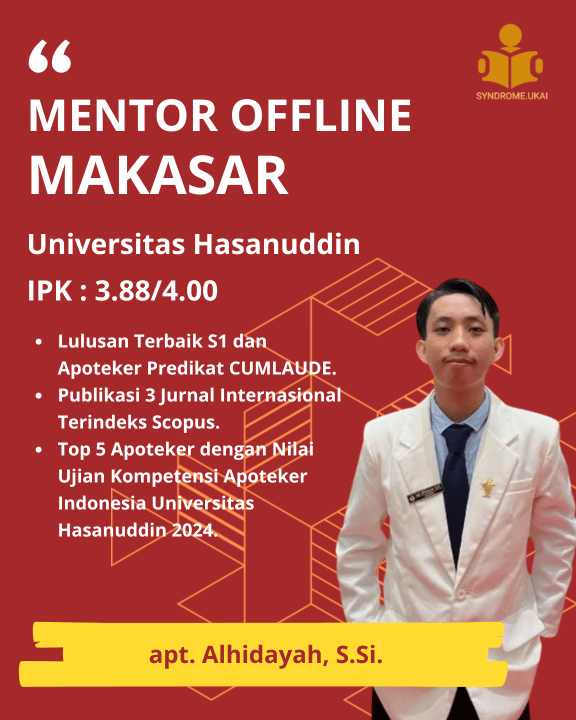 SYNDROME.UKAI
“
MENTOR OFFLINE
MAKASAR
Universitas Hasanuddin
IPK : 3.88/4.00
• Lulusan Terbaik S1 dan
Apoteker Predikat CUMLAUDE.
• Publikasi 3 Jurnal Internasional
Terindeks Scopus.
• Top 5 Apoteker dengan Nilai
Ujian Kompetensi Apoteker
Indonesia Universitas
Hasanuddin 2024.
apt. Alhidayah, S.Si.